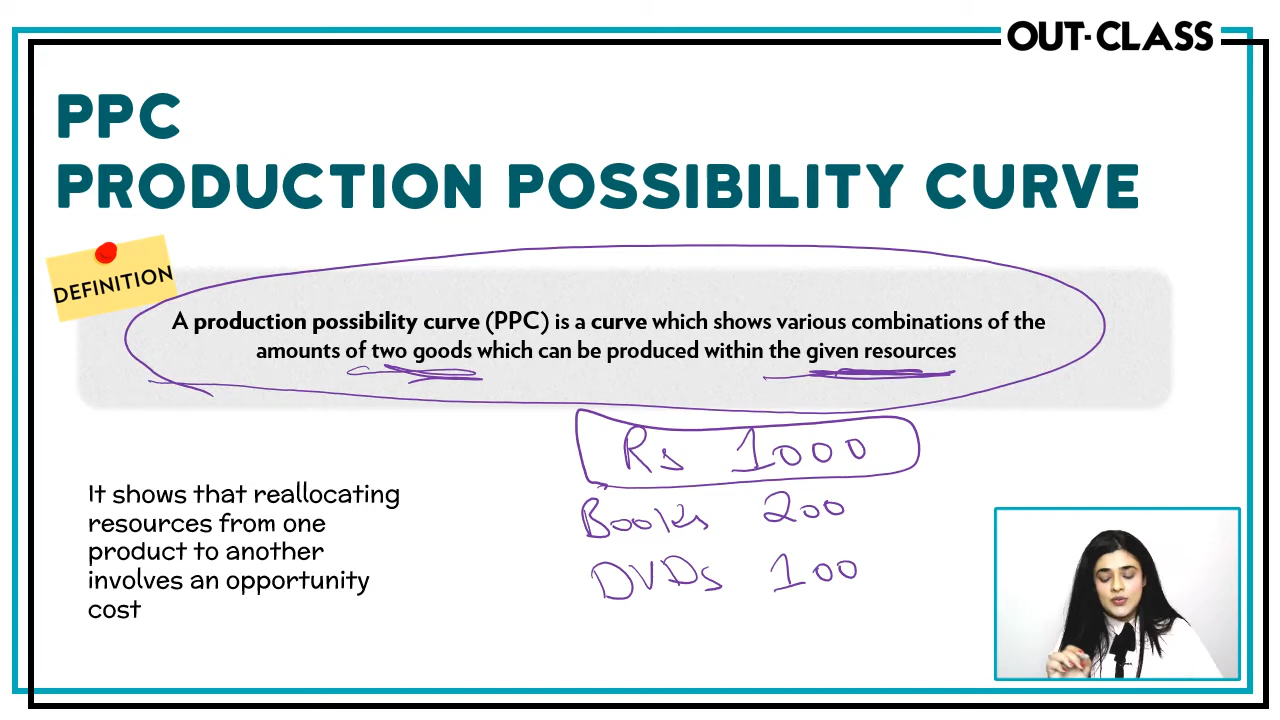 OUT-CLASS
PPC
PRODUCTION POSSIBILITY CURVE
DEFINITION
A production possibility curve (PPC) is a curve which shows various combinations of the
amounts of two goods which can be produced within the given resources
Rs 1000
Books 200
DVDs 100
It shows that reallocating
resources from one
product to another
involves an opportunity
cost